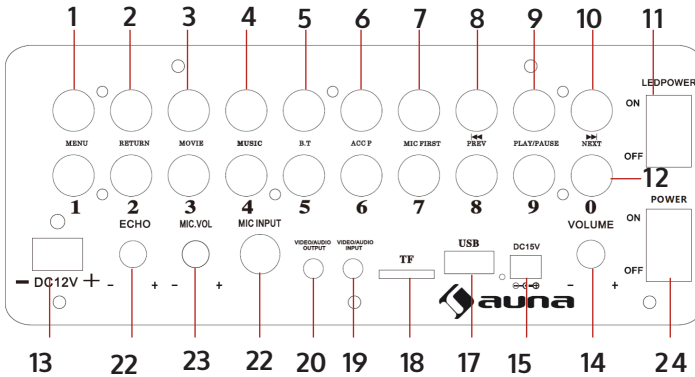 1 2 3 4 5 6 7 8 9 10 11
LEDPOWER
ON
MENU RETURN MOVIE MUSIC B.T ACC P MIC FIRST PREV PLAY/PAUSE NEXT
OFF
12
1 2 3 4 5 6 7 8 9 0
POWER
ECHO MIC.VOL MIC INPUT VIDEO/AUDIO OUTPUT VIDEO/AUDIO INPUT TF USB DC15V VOLUME
ON
OFF
- DC12V + - + - + - +
auna
13 22 23 22 20 19 18 17 15 14 24